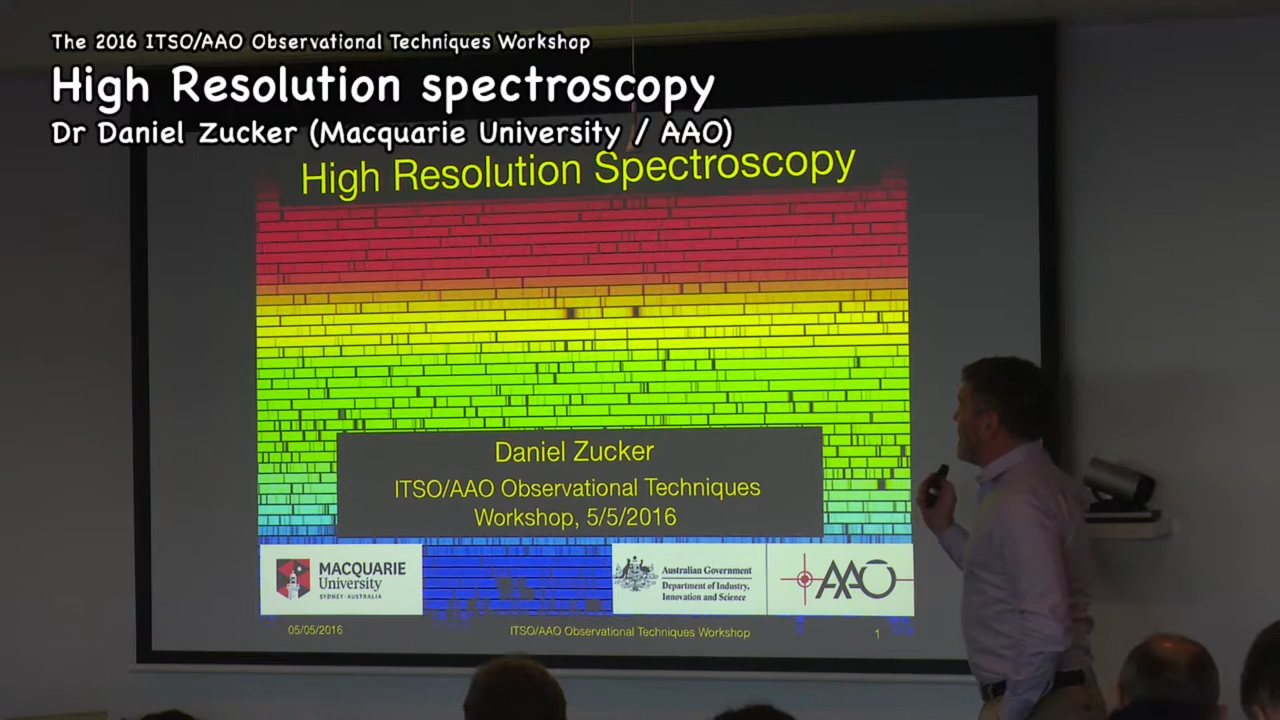 The 2016 ITSO/AAO Observational Techniques Workshop
High Resolution spectroscopy
Dr Daniel Zucker (Macquarie University / AAO)
High Resolution Spectroscopy
Daniel Zucker
ITSO/AAO Observational Techniques
Workshop, 5/5/2016
MACQUARIE
University
SYDNEY·AUSTRALIA
Australian Government
Department of Industry,
Innovation and Science
AAO
05/05/2016
ITSO/AAO Observational Techniques Workshop
1